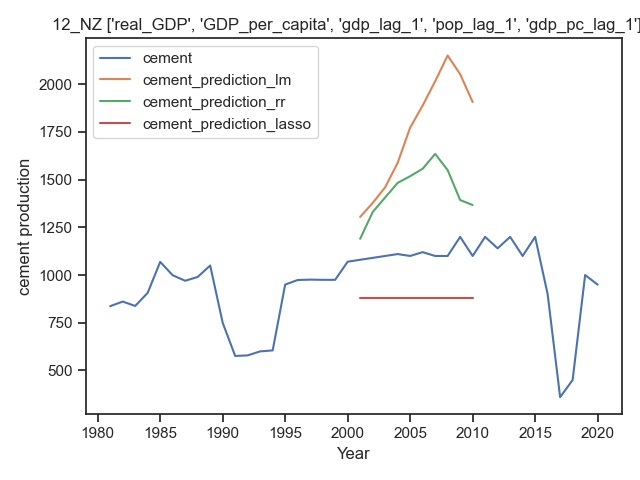 12_NZ ['real_GDP', 'GDP_per_capita', 'gdp_lag_1', 'pop_lag_1', 'gdp_pc_lag_1']
cement
cement_prediction_lm
cement_prediction_rr
cement_prediction_lasso
cement production
2000
1750
1500
1250
1000
750
500
1980 1985 1990 1995 2000 2005 2010 2015 2020
Year